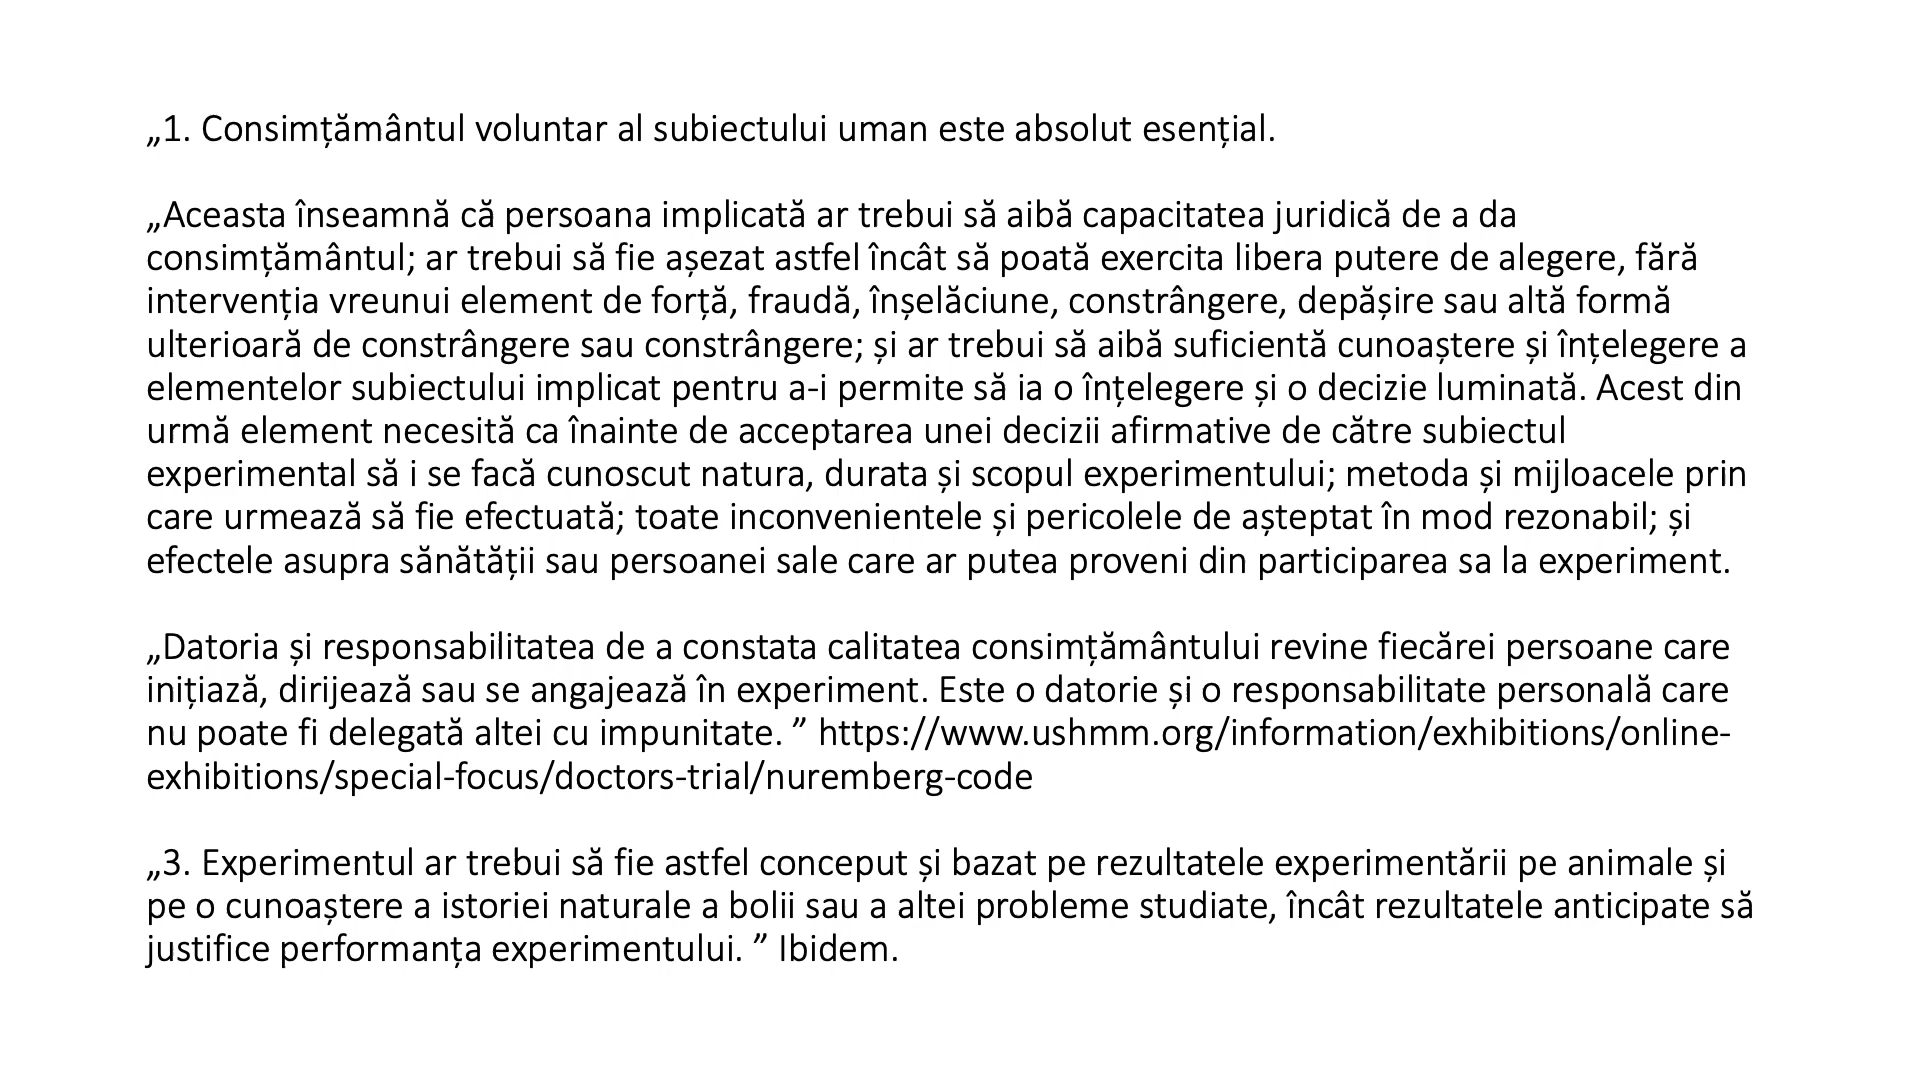 „1. Consimțământul voluntar al subiectului uman este absolut esențial.
„Aceasta înseamnă că persoana implicată ar trebui să aibă capacitatea juridică de a da
consimțământul; ar trebui să fie așezat astfel încât să poată exercita libera putere de alegere, fără
intervenția vreunui element de forță, fraudă, înșelăciune, constrângere, depășire sau altă formă
ulterioară de constrângere sau constrângere; și ar trebui să aibă suficientă cunoaștere și înțelegere a
elementelor subiectului implicat pentru a-i permite să ia o înțelegere și o decizie luminată. Acest din
urmă element necesită ca înainte de acceptarea unei decizii afirmative de către subiectul
experimental să i se facă cunoscut natura, durata și scopul experimentului; metoda și mijloacele prin
care urmează să fie efectuată; toate inconvenientele și pericolele de așteptat în mod rezonabil; și
efectele asupra sănătății sau persoanei sale care ar putea proveni din participarea sa la experiment.
„Datoria și responsabilitatea de a constata calitatea consimțământului revine fiecărei persoane care
inițiază, dirijează sau se angajează în experiment. Este o datorie și o responsabilitate personală care
nu poate fi delegată altei cu impunitate. ” https://www.ushmm.org/information/exhibitions/online-
exhibitions/special-focus/doctors-trial/nuremberg-code
„3. Experimentul ar trebui să fie astfel conceput și bazat pe rezultatele experimentării pe animale și
pe o cunoaștere a istoriei naturale a bolii sau a altei probleme studiate, încât rezultatele anticipate să
justifice performanța experimentului. ” Ibidem.